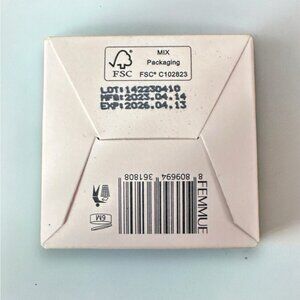 FSC
MIX
Packaging
FSC® C102823
LOT:142230410
MFG:2023.04.14
EXP:2026.04.13
FEMMUE
8 809694 361808
6M